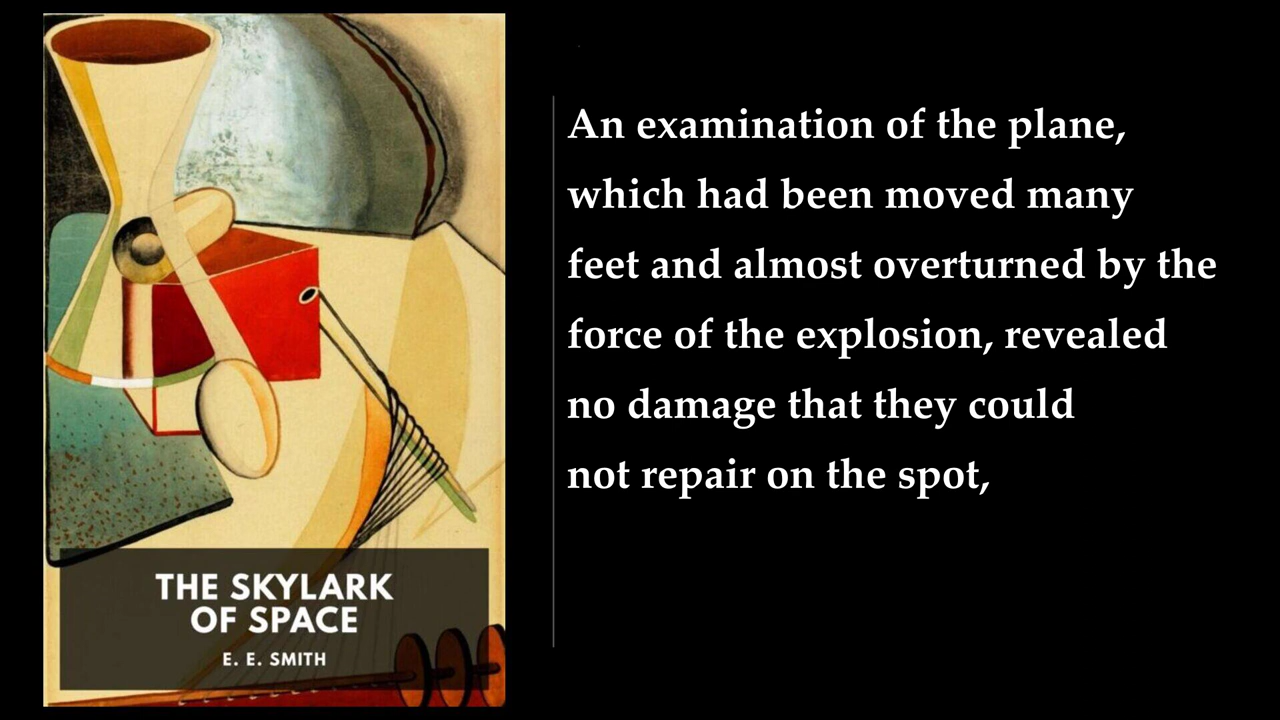 THE SKYLARK
OF SPACE
E. E. SMITH
An examination of the plane,
which had been moved many
feet and almost overturned by the
force of the explosion, revealed
no damage that they could
not repair on the spot,